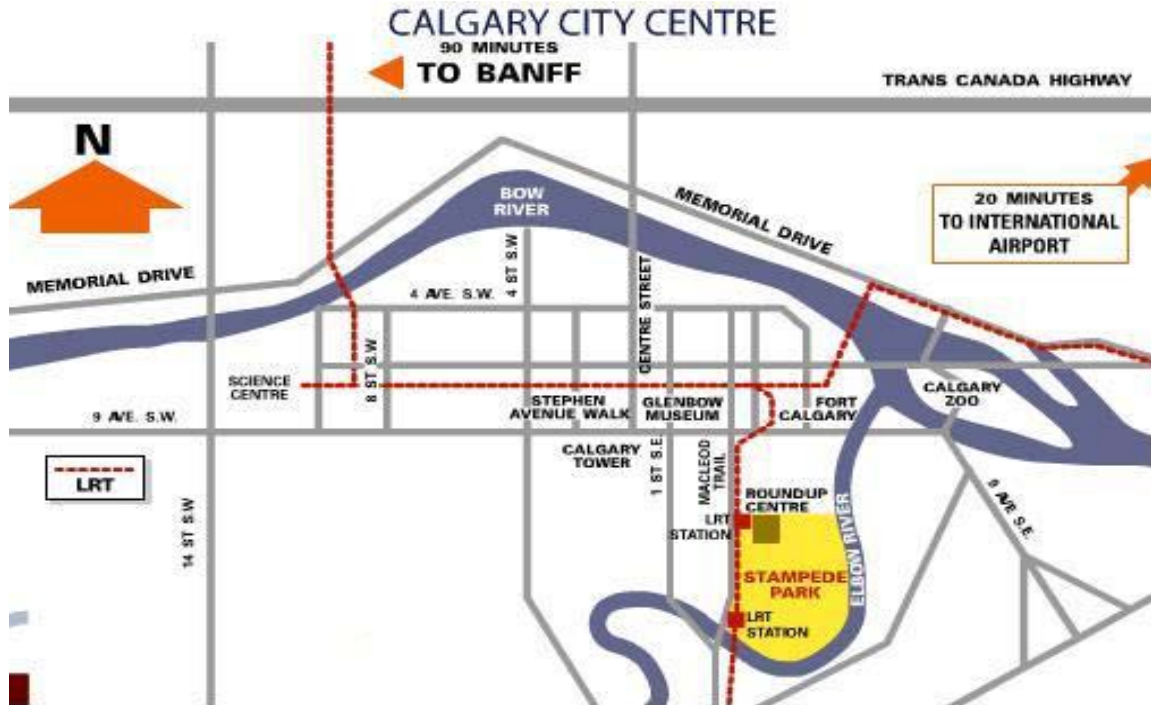 CALGARY CITY CENTRE
90 MINUTES
TO BANFF
TRANS CANADA HIGHWAY
N
BOW
RIVER
MEMORIAL DRIVE
20 MINUTES
TO INTERNATIONAL
AIRPORT
MEMORIAL DRIVE
4 ST S.W
4 AVE. S.W.
CENTRE STREET
8 ST S.W
SCIENCE
CENTRE
STEPHEN
AVENUE WALK
GLENBOW
MUSEUM
FORT
CALGARY
CALGARY
ZOO
9 AVE. S.W.
CALGARY
TOWER
1 ST S.E.
MACLEOD
TRAIL
LRT
14 ST S.W
ROUNDUP
CENTRE
LRT
STATION
9 AVE S.E.
ELBOW RIVER
STAMPEDE
PARK
LRT
STATION